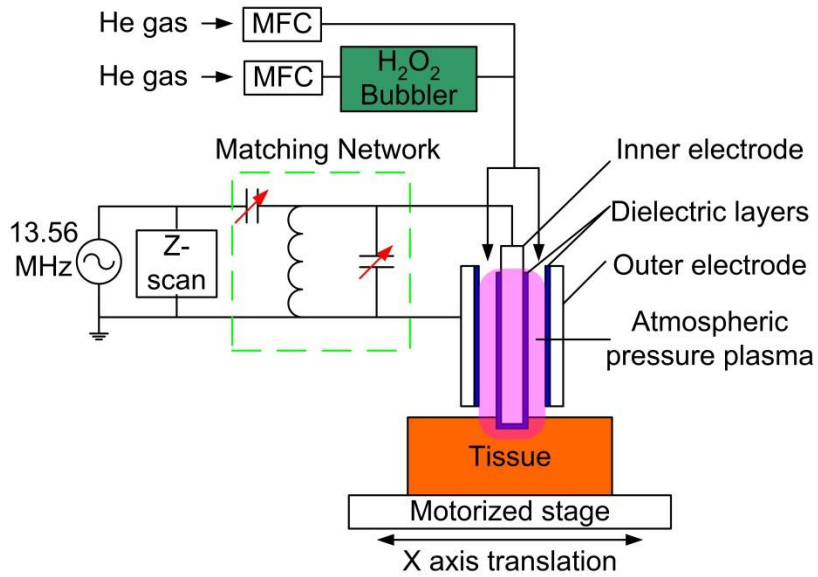 He gas
MFC
He gas
MFC
H₂O₂
Bubbler
Matching Network
Inner electrode
Dielectric layers
13.56
MHz
Z-
scan
Outer electrode
Atmospheric
pressure plasma
Tissue
Motorized stage
X axis translation